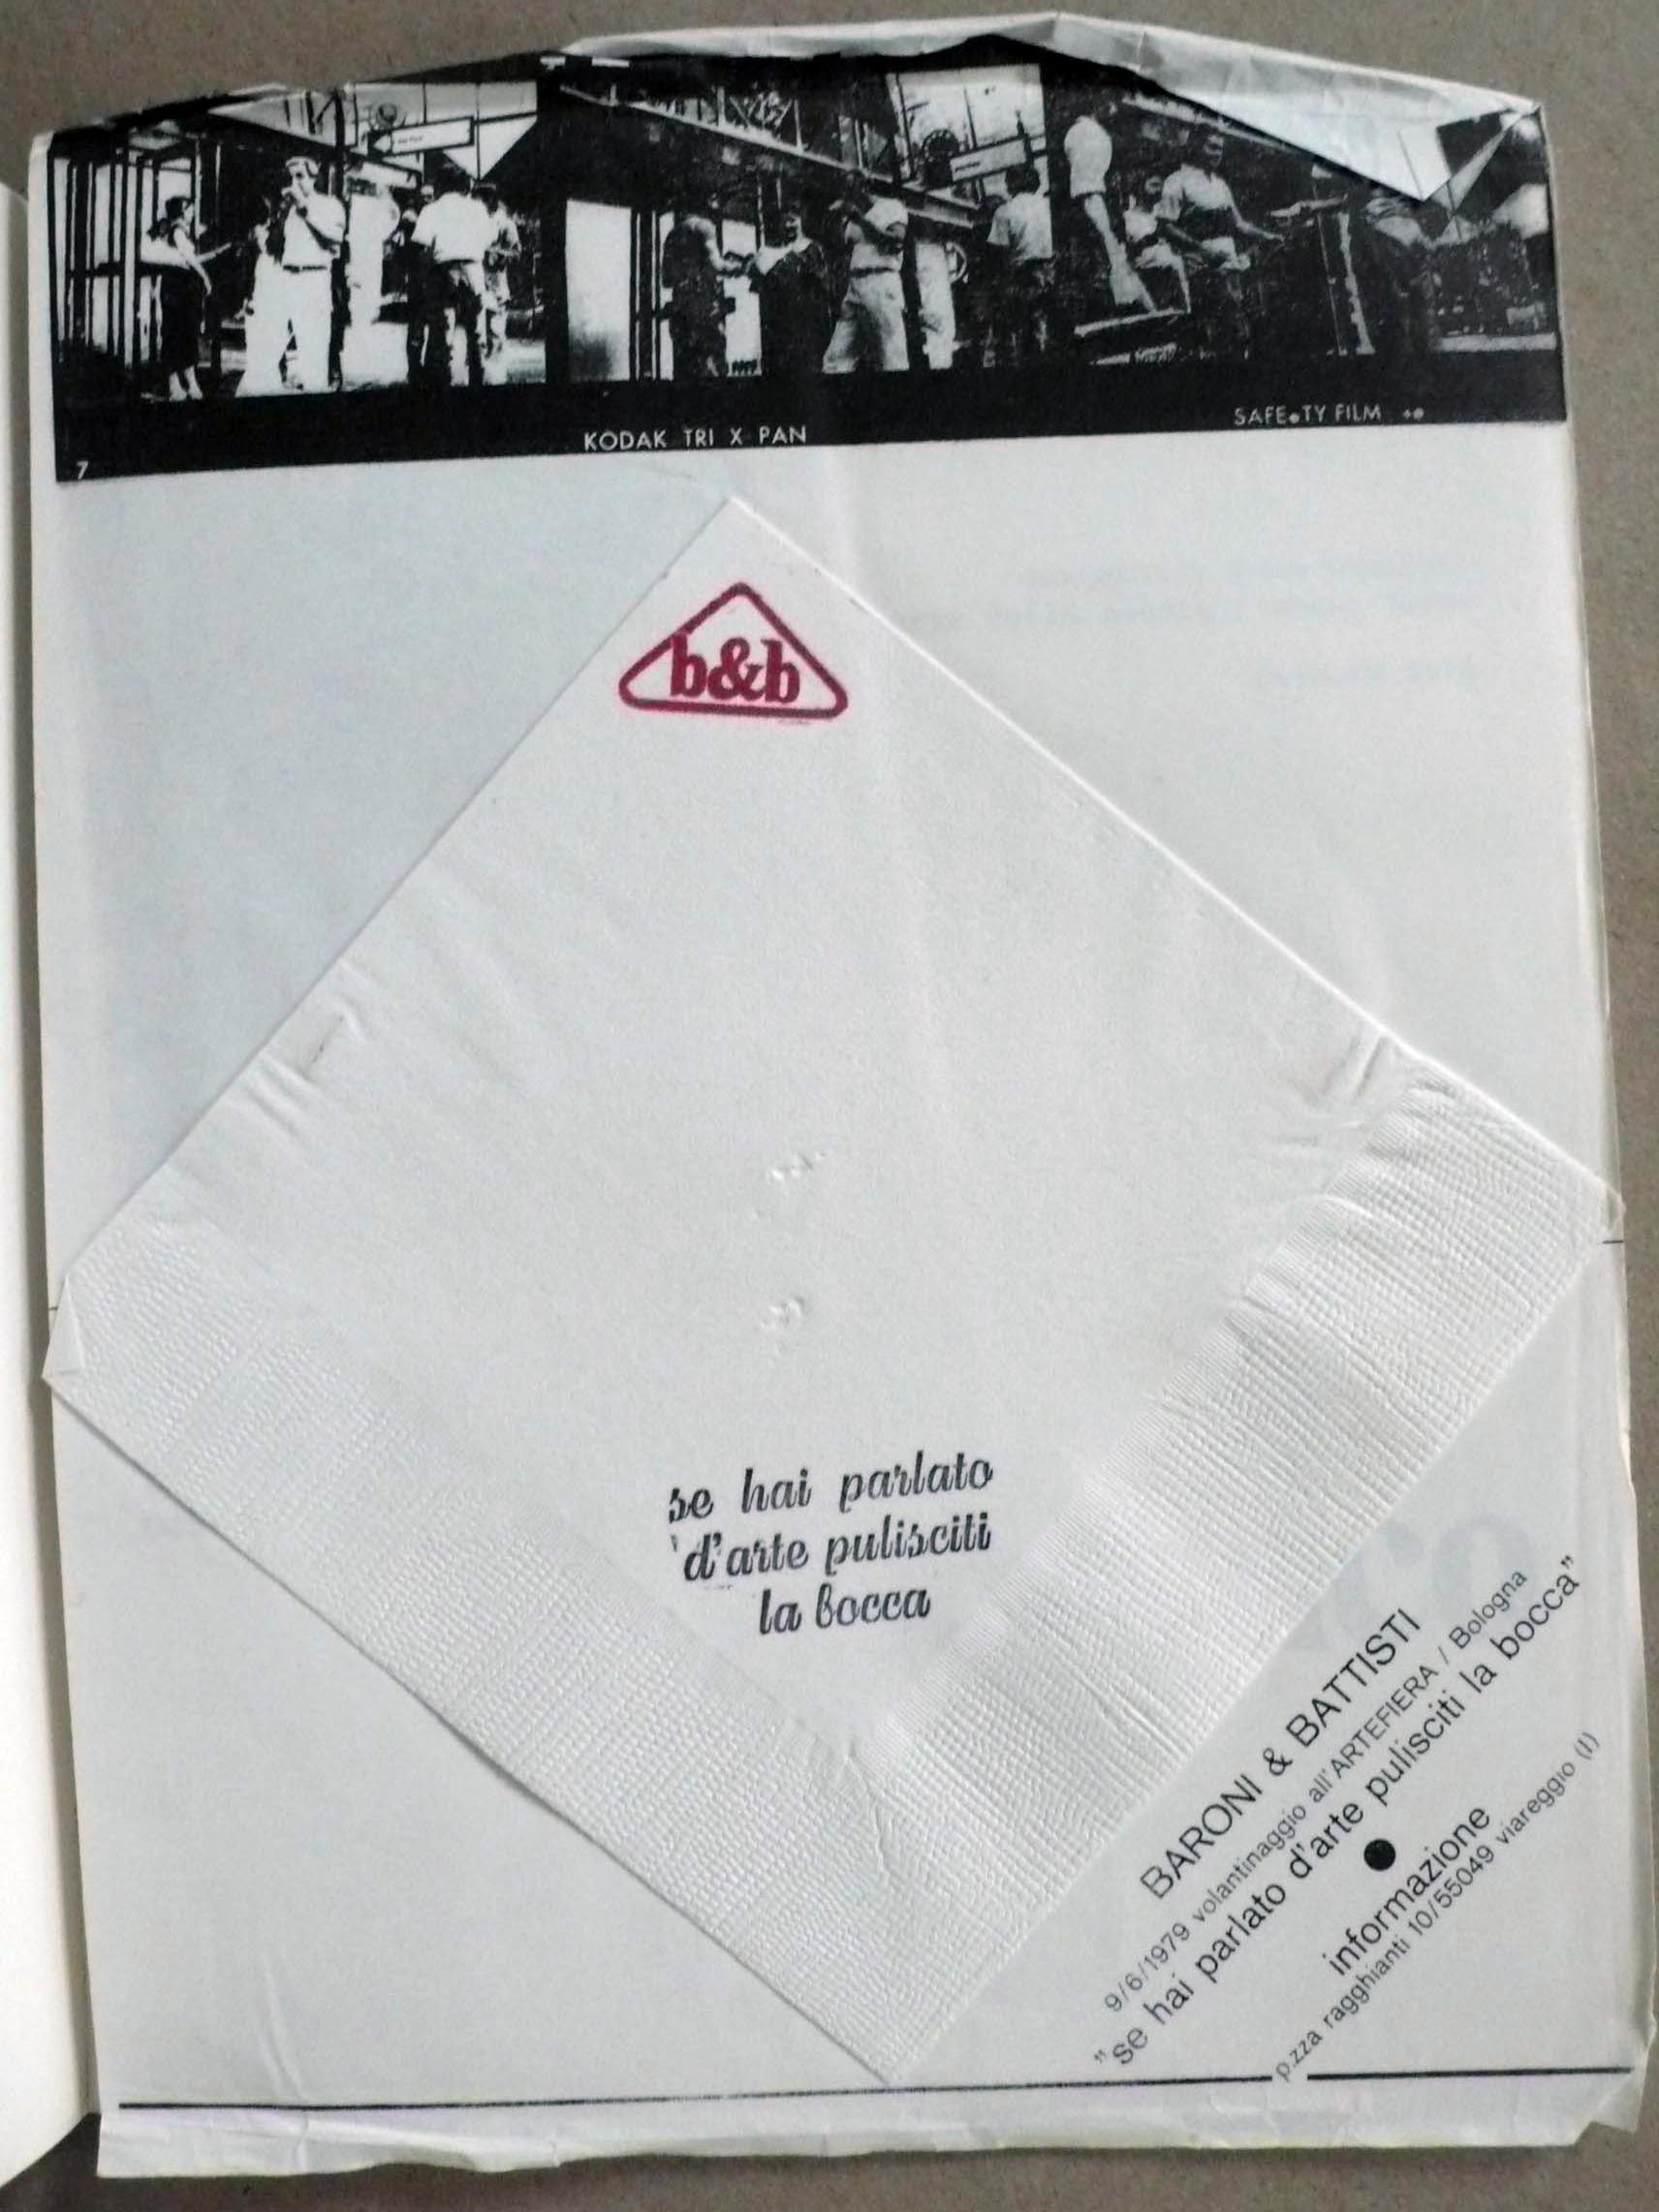 KODAK TRI X PAN
SAFE●TY FILM
7
b&b
se hai parlato
d'arte pulisciti
la bocca
BARONI & BATTISTI
9/6/1979 volantinaggio all'ARTEFIERA / Bologna
"se hai parlato d'arte pulisciti la bocca"
●
informazione
p.zza ragghianti 10/55049 viareggio (I)